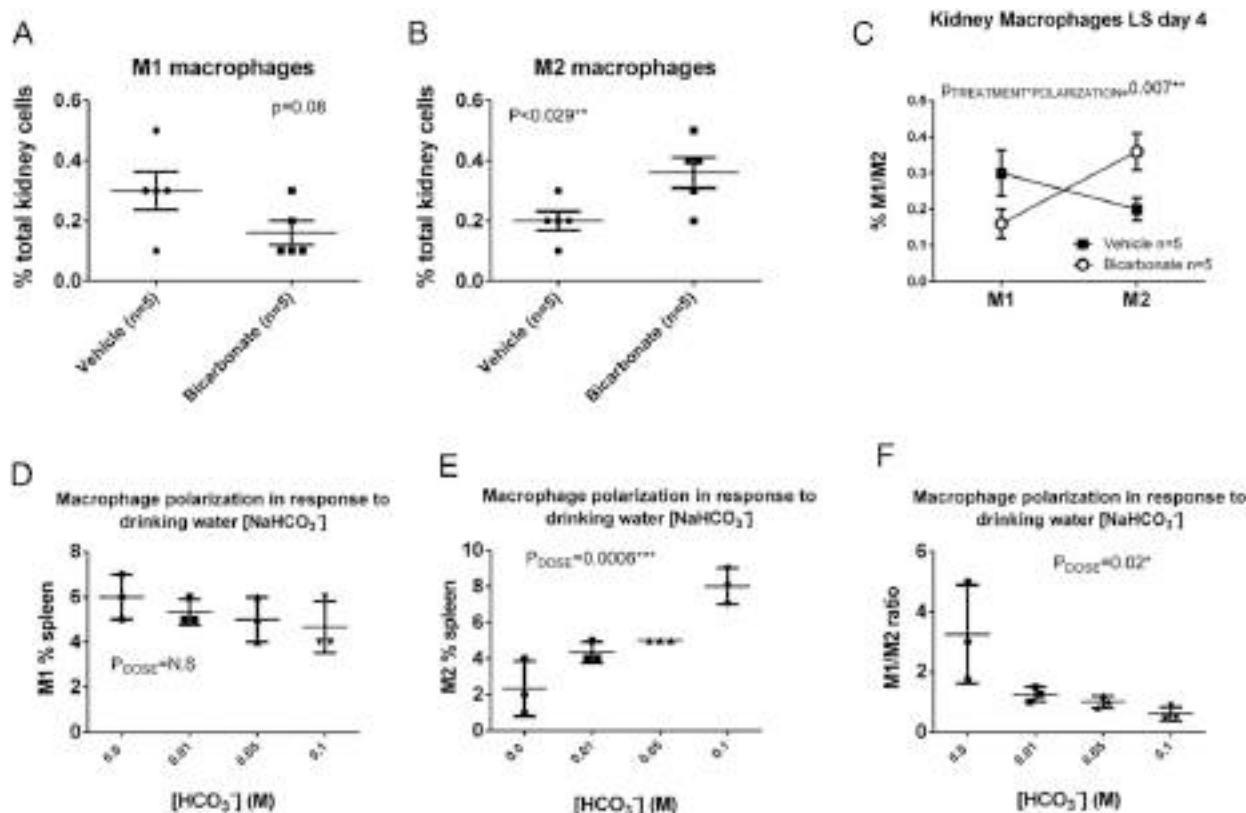 A
M1 macrophages
% total kidney cells
0.6
0.4
0.2
0.0
p=0.08
Vehicle (n=5)
Bicarbonate (n=5)
B
M2 macrophages
% total kidney cells
0.6
0.4
0.2
0.0
P<0.029**
Vehicle (n=5)
Bicarbonate (n=5)
C
Kidney Macrophages LS day 4
% M1/M2
0.5
0.4
0.3
0.2
0.1
0.0
PTREATMENT*POLARIZATION=0.007**
Vehicle n=5
Bicarbonate n=5
M1
M2
D
Macrophage polarization in response to
drinking water [NaHCO3-]
M1 % spleen
8
6
4
2
0
PDOSE=N.S
0.0
0.01
0.05
0.1
[HCO3-] (M)
E
Macrophage polarization in response to
drinking water [NaHCO3-]
M2 % spleen
10
8
6
4
2
0
PDOSE=0.0006***
0.0
0.01
0.05
0.1
[HCO3-] (M)
F
Macrophage polarization in response to
drinking water [NaHCO3-]
M1/M2 ratio
6
4
2
0
PDOSE=0.02*
0.0
0.01
0.05
0.1
[HCO3-] (M)